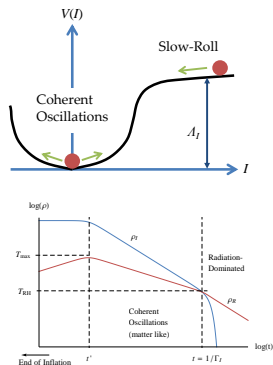 V(I)
Slow-Roll
Coherent
Oscillations
Λ_I
I
log(ρ)
T_max
ρ_I
Radiation-
Dominated
T_RH
ρ_R
Coherent
Oscillations
(matter like)
log(t)
End of Inflation
t'
t = 1/Γ_I